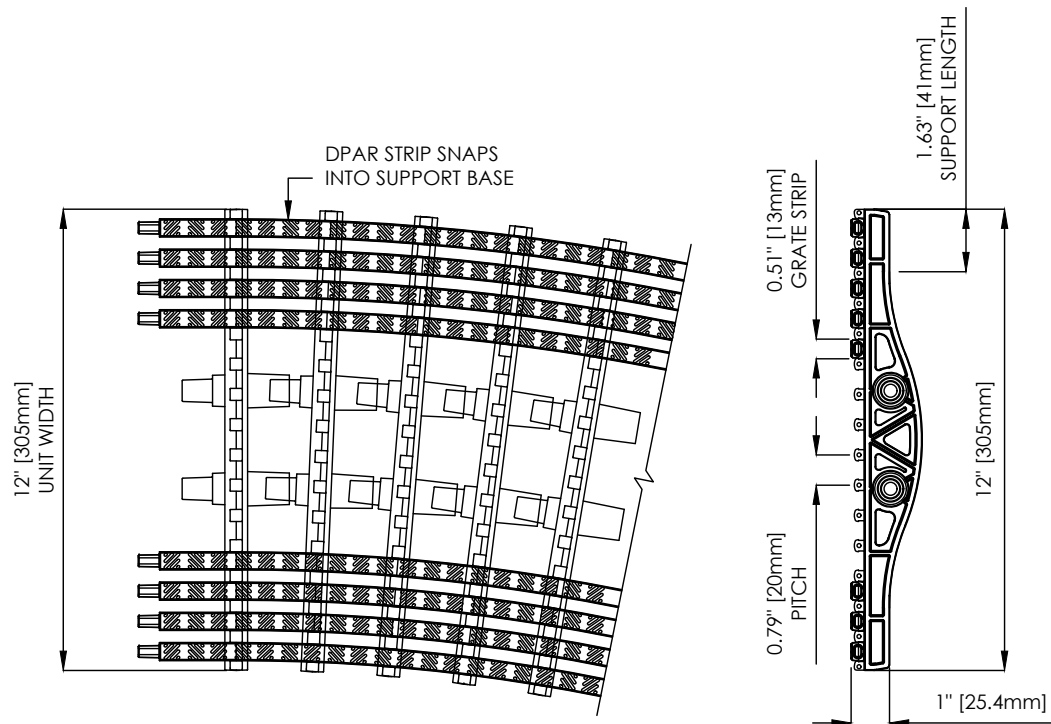 DPAR STRIP SNAPS
INTO SUPPORT BASE
12" [305mm]
UNIT WIDTH
1.63" [41mm]
SUPPORT LENGTH
0.51" [13mm]
GRATE STRIP
0.79" [20mm]
PITCH
12" [305mm]
1" [25.4mm]